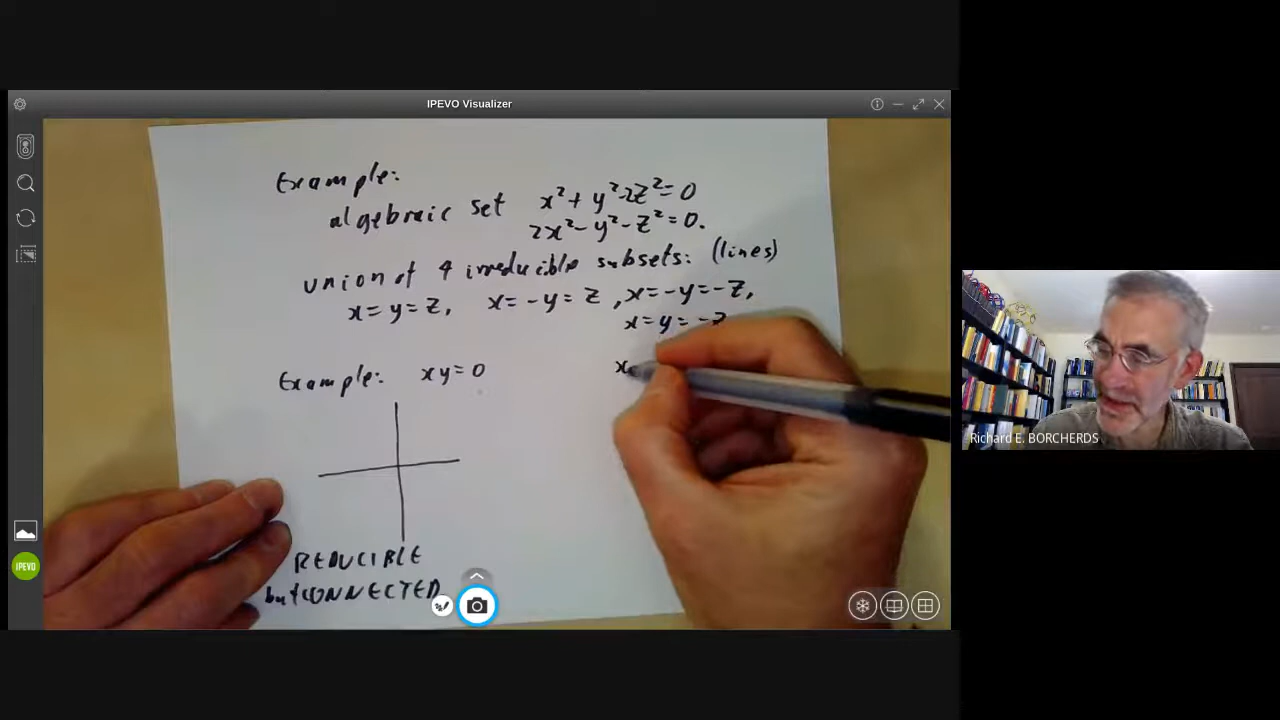 IPEVO Visualizer
Example:
algebraic set x²+y²-2z²=0
2x²-y²-z²=0.
union of 4 irreducible subsets: (lines)
x=y=z, x=-y=z, x=-y=-z,
x=y=-z
Example: xy=0
x
REDUCIBLE
but CONNECTED
IPEVO
Richard E. BORCHERDS